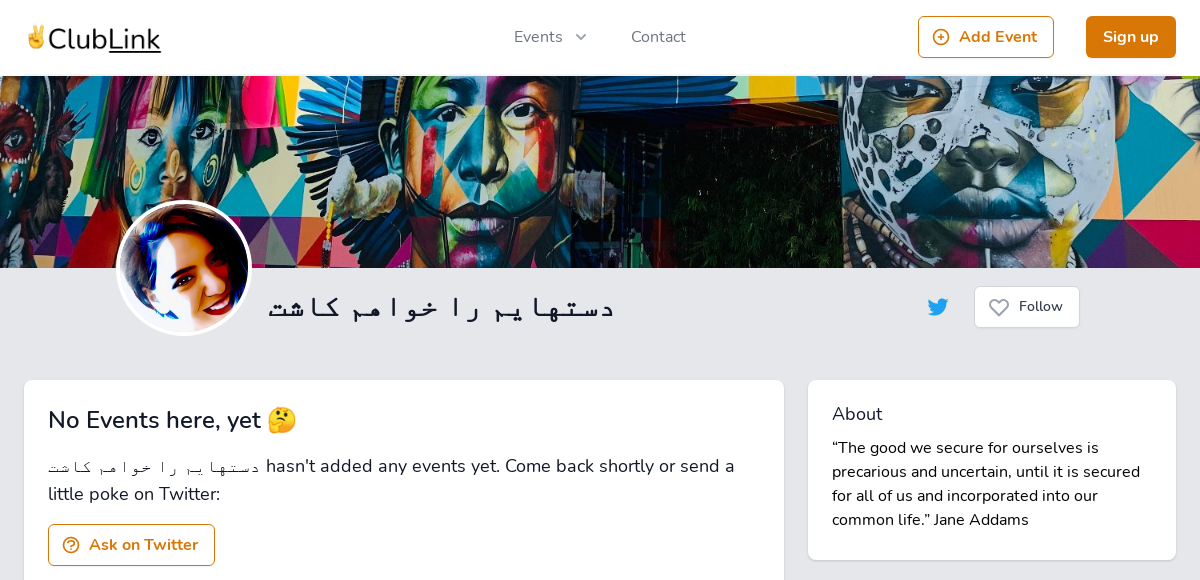 ✌️ClubLink
Events
Contact
Add Event
Sign up
دستهایم را خواهم کاشت
Follow
No Events here, yet 🤔
دستهایم را خواهم کاشت hasn't added any events yet. Come back shortly or send a
little poke on Twitter:
Ask on Twitter
About
“The good we secure for ourselves is
precarious and uncertain, until it is secured
for all of us and incorporated into our
common life.” Jane Addams